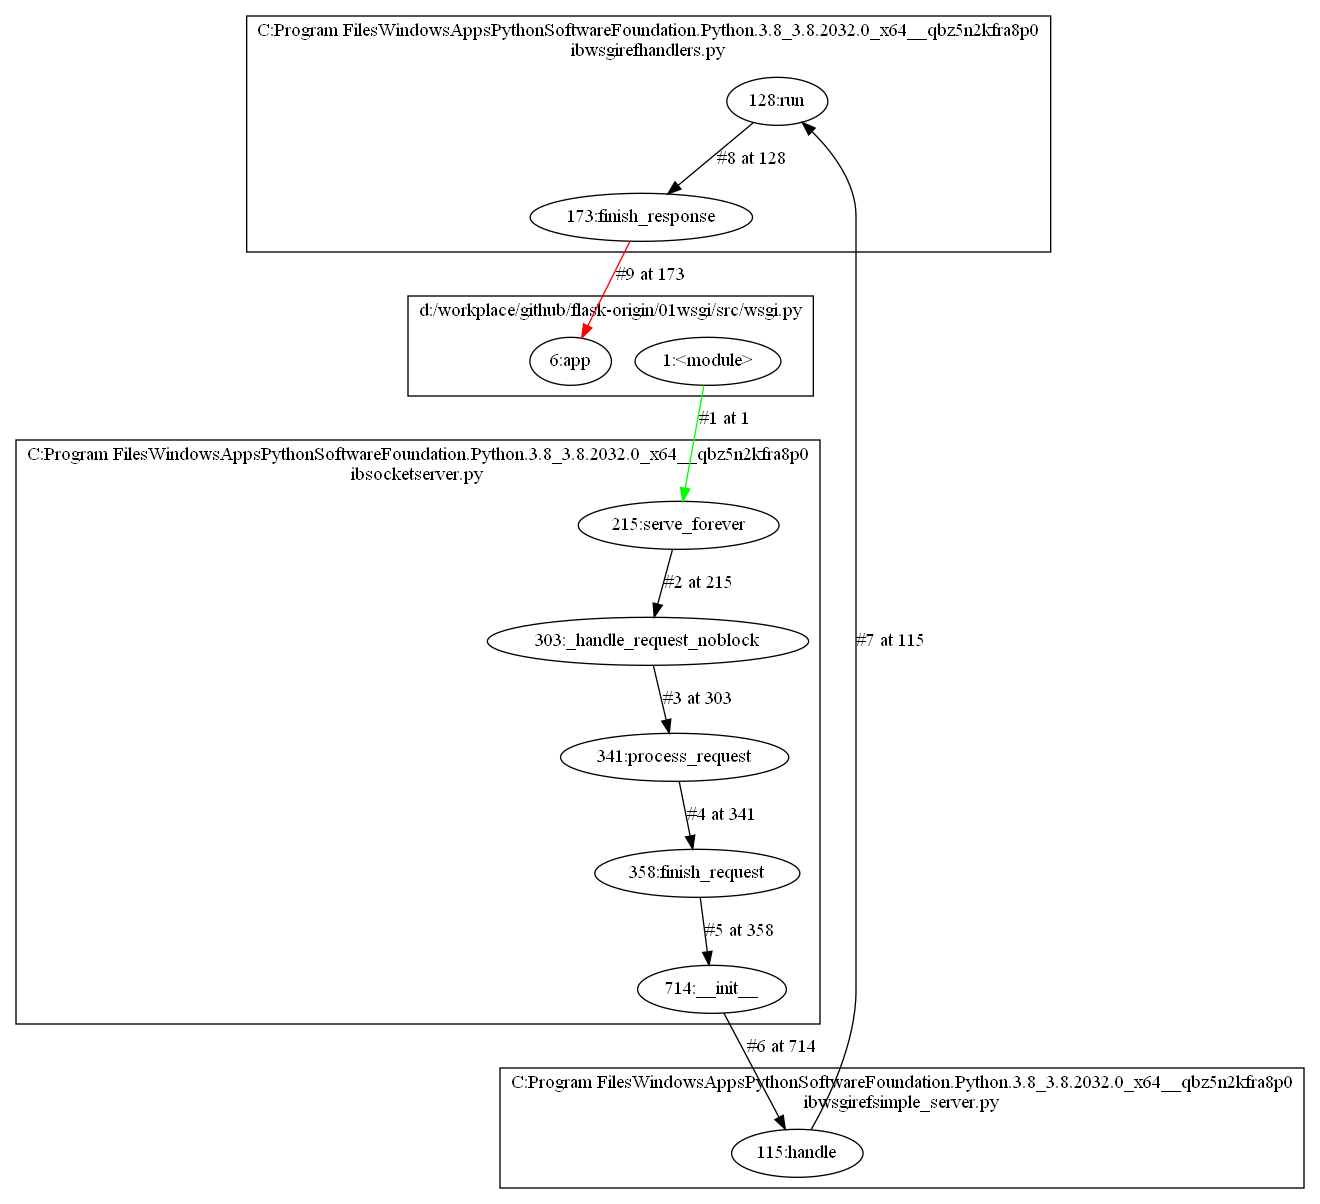 C:Program FilesWindowsAppsPythonSoftwareFoundation.Python.3.8_3.8.2032.0_x64__qbz5n2kfra8p0
ibwsgirefhandlers.py
128:run
#8 at 128
173:finish_response
#9 at 173
d:/workplace/github/flask-origin/01wsgi/src/wsgi.py
6:app
1:<module>
#1 at 1
C:Program FilesWindowsAppsPythonSoftwareFoundation.Python.3.8_3.8.2032.0_x64__qbz5n2kfra8p0
ibsocketserver.py
215:serve_forever
#2 at 215
303:_handle_request_noblock
#7 at 115
#3 at 303
341:process_request
#4 at 341
358:finish_request
#5 at 358
714:__init__
#6 at 714
C:Program FilesWindowsAppsPythonSoftwareFoundation.Python.3.8_3.8.2032.0_x64__qbz5n2kfra8p0
ibwsgirefsimple_server.py
115:handle